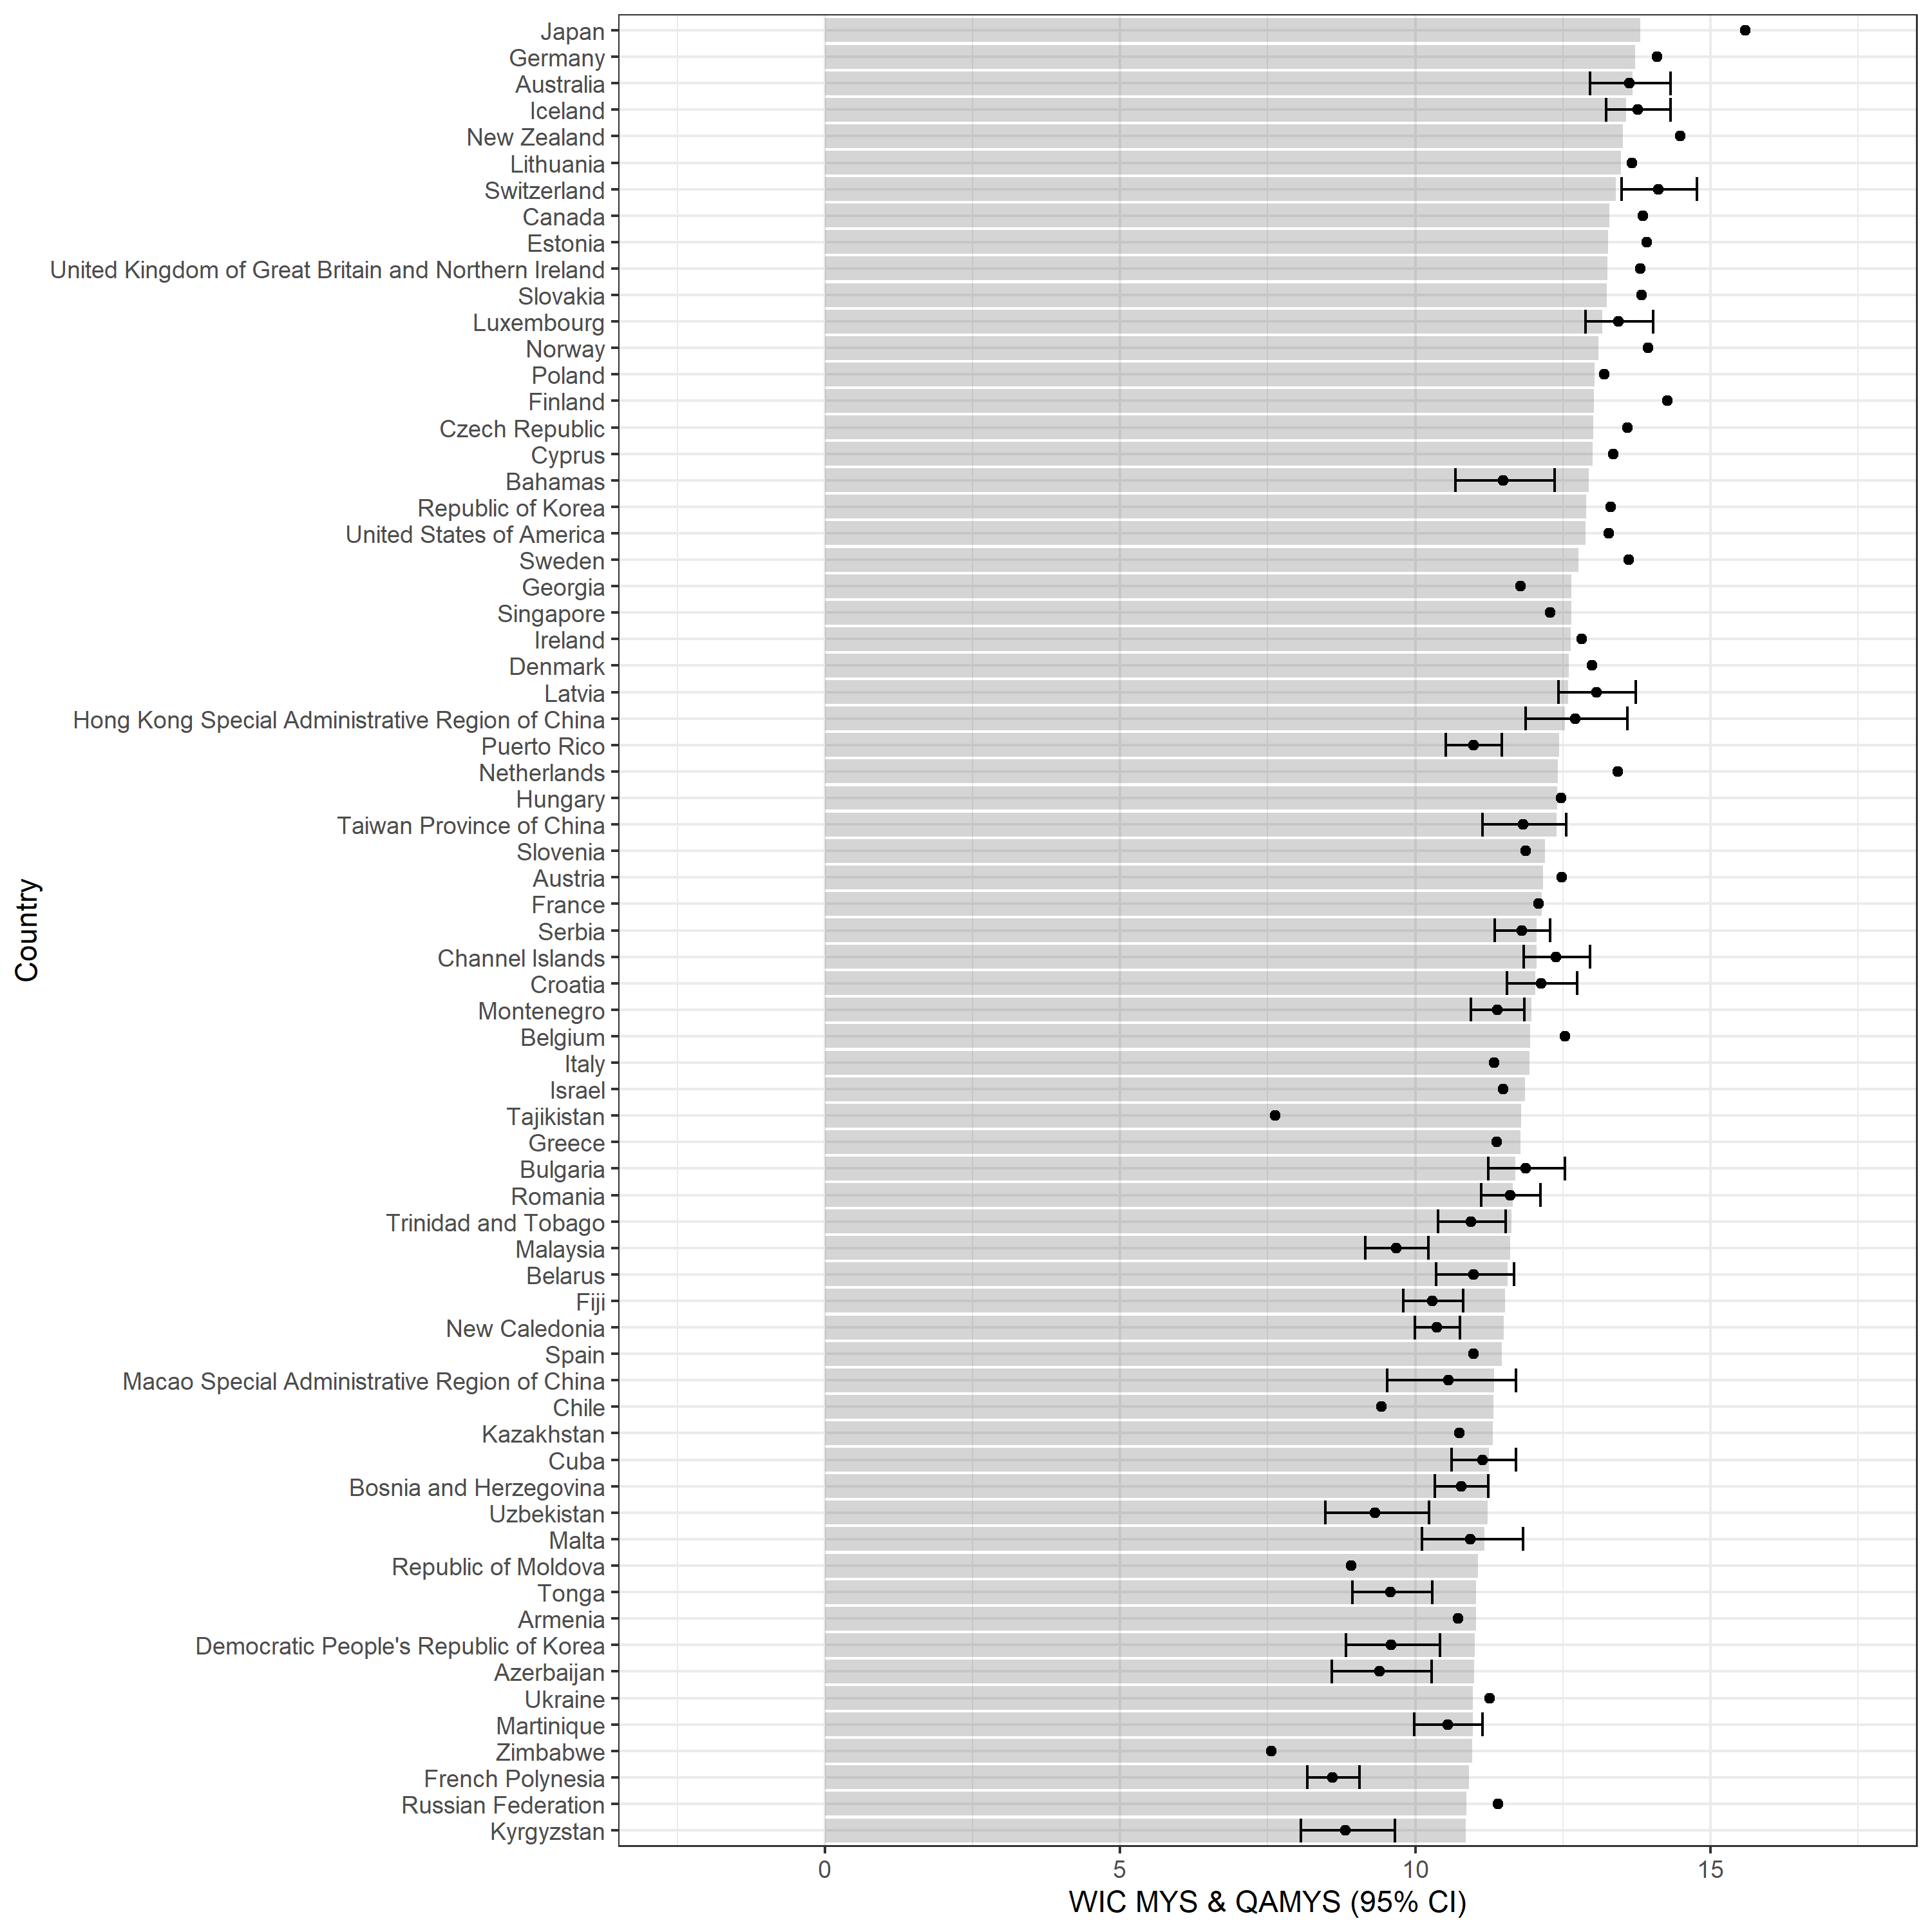 Japan
Germany
Australia
Iceland
New Zealand
Lithuania
Switzerland
Canada
Estonia
United Kingdom of Great Britain and Northern Ireland
Slovakia
Luxembourg
Norway
Poland
Finland
Czech Republic
Cyprus
Bahamas
Republic of Korea
United States of America
Sweden
Georgia
Singapore
Ireland
Denmark
Latvia
Hong Kong Special Administrative Region of China
Puerto Rico
Netherlands
Hungary
Taiwan Province of China
Slovenia
Austria
France
Serbia
Channel Islands
Croatia
Montenegro
Belgium
Italy
Israel
Tajikistan
Greece
Bulgaria
Romania
Trinidad and Tobago
Malaysia
Belarus
Fiji
New Caledonia
Spain
Macao Special Administrative Region of China
Chile
Kazakhstan
Cuba
Bosnia and Herzegovina
Uzbekistan
Malta
Republic of Moldova
Tonga
Armenia
Democratic People's Republic of Korea
Azerbaijan
Ukraine
Martinique
Zimbabwe
French Polynesia
Russian Federation
Kyrgyzstan
Country
0 5 10 15
WIC MYS & QAMYS (95% CI)